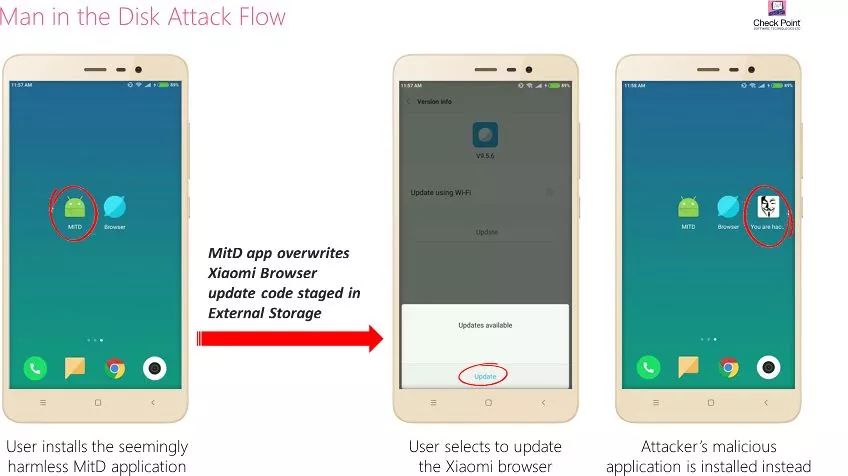 Man in the Disk Attack Flow
Check Point
SOFTWARE TECHNOLOGIES LTD
11:57 AM
89%
MITD
Browser
User installs the seemingly
harmless MitD application
MitD app overwrites
Xiaomi Browser
update code staged in
External Storage
11:57 AM
89%
Version info
V9.5.6
Update using Wi-Fi
Update
Updates available
Update
User selects to update
the Xiaomi browser
11:58 AM
89%
MITD
Browser
You are hac..
Attacker's malicious
application is installed instead